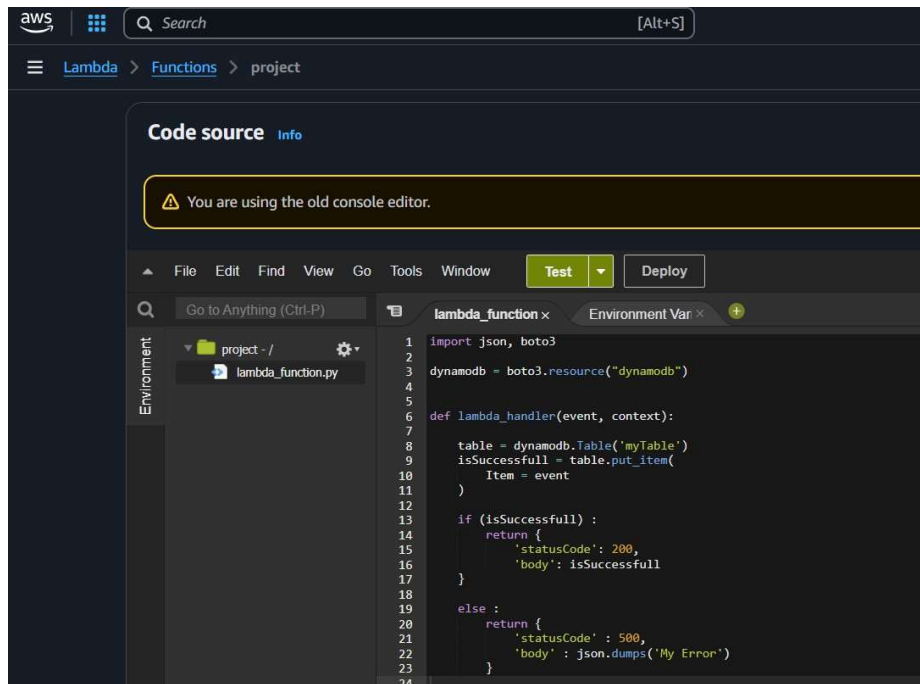 aws
Search [Alt+S]
Lambda > Functions > project
Code source Info
You are using the old console editor.
File Edit Find View Go Tools Window Test Deploy
Go to Anything (Ctrl-P)
lambda_function × Environment Vari ×
Environment
project - /
lambda_function.py
1 import json, boto3
2
3 dynamodb = boto3.resource("dynamodb")
4
5
6 def lambda_handler(event, context):
7
8     table = dynamodb.Table('myTable')
9     isSuccessfull = table.put_item(
10         Item = event
11     )
12
13     if (isSuccessfull) :
14         return {
15             'statusCode': 200,
16             'body': isSuccessfull
17     }
18
19     else :
20         return {
21             'statusCode' : 500,
22             'body' : json.dumps('My Error')
23         }
24